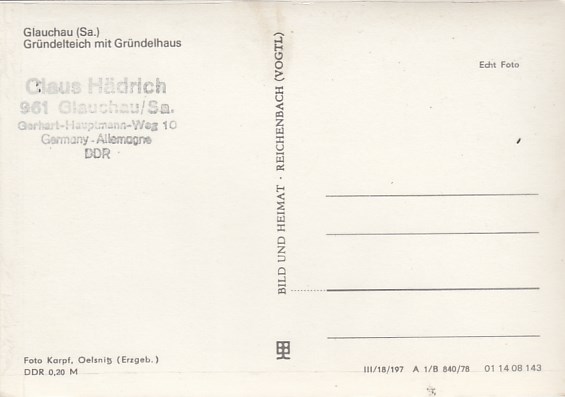 Glauchau (Sa.)
Gründelteich mit Gründelhaus
Claus Hädrich
961 Glauchau/Sa.
Gerhart-Hauptmann-Weg 10
Germany-Allemagne
DDR
BILD UND HEIMAT · REICHENBACH (VOGTL)
Echt Foto
Foto Karpf, Oelsnitz (Erzgeb.)
DDR 0,20 M
III/18/197 A 1/B 840/78 01 14 08 143